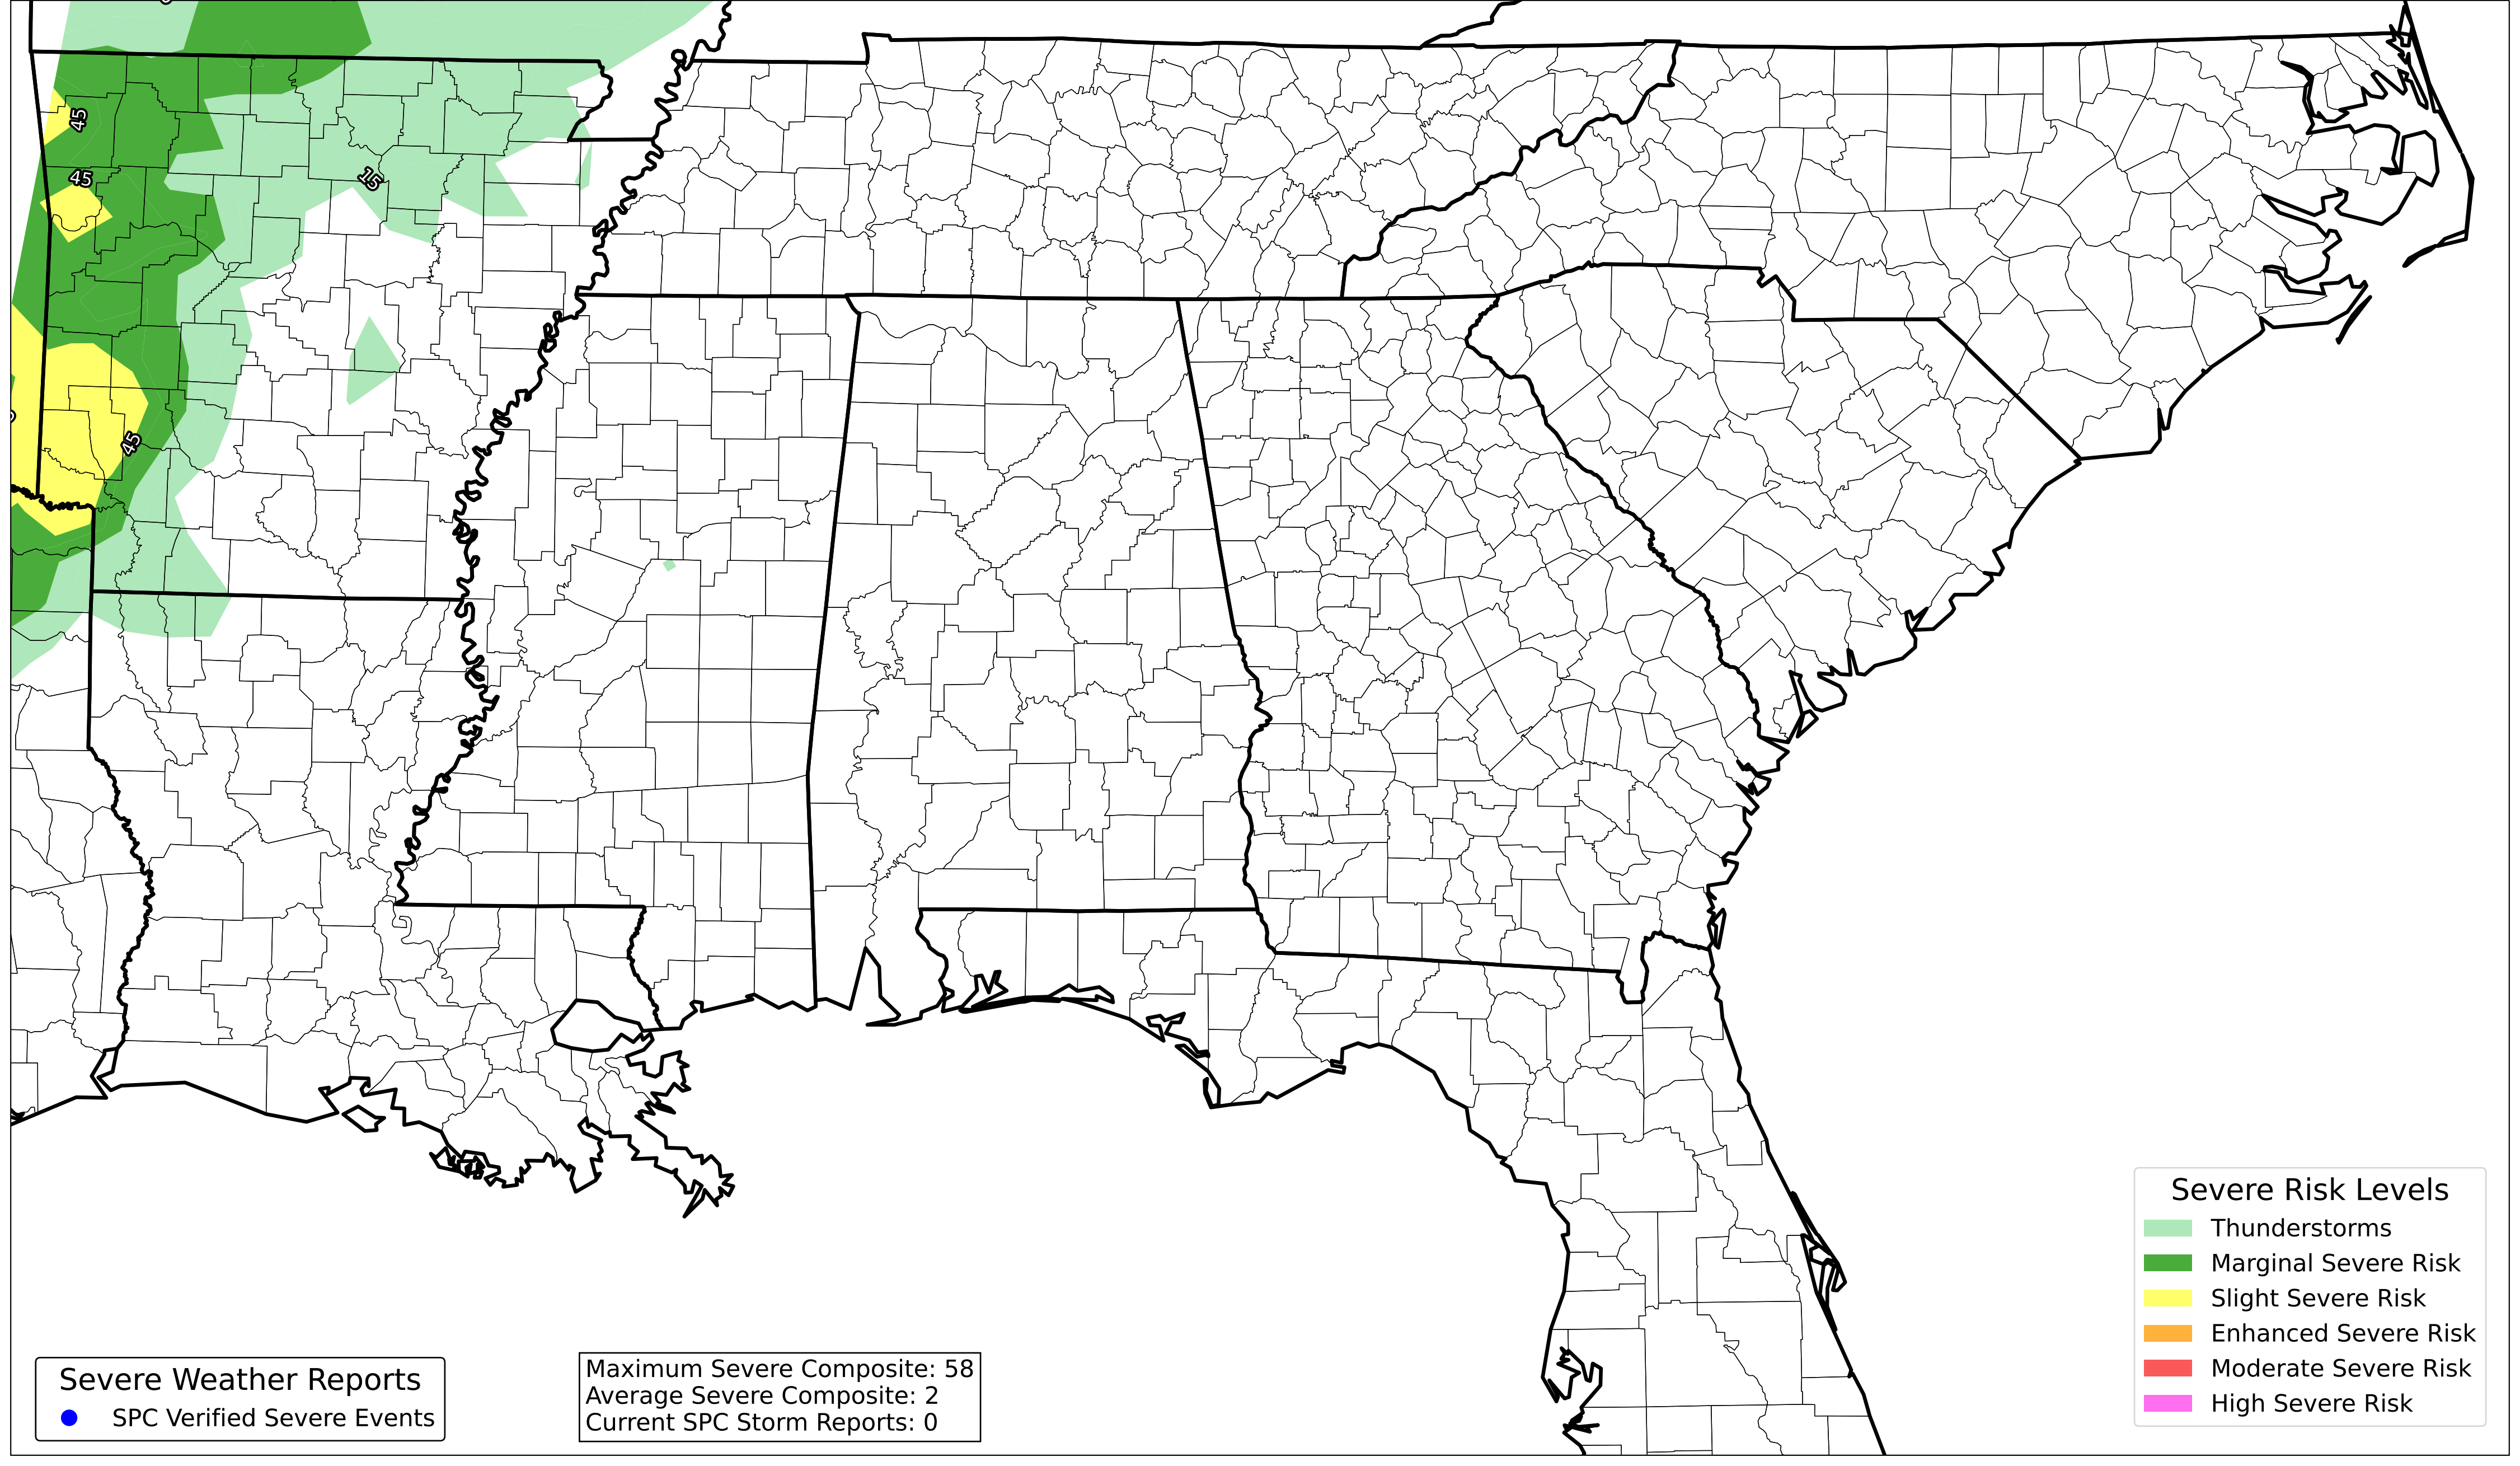 45
45
15
45
Severe Risk Levels
Thunderstorms
Marginal Severe Risk
Slight Severe Risk
Enhanced Severe Risk
Moderate Severe Risk
High Severe Risk
Severe Weather Reports
SPC Verified Severe Events
Maximum Severe Composite: 58
Average Severe Composite: 2
Current SPC Storm Reports: 0